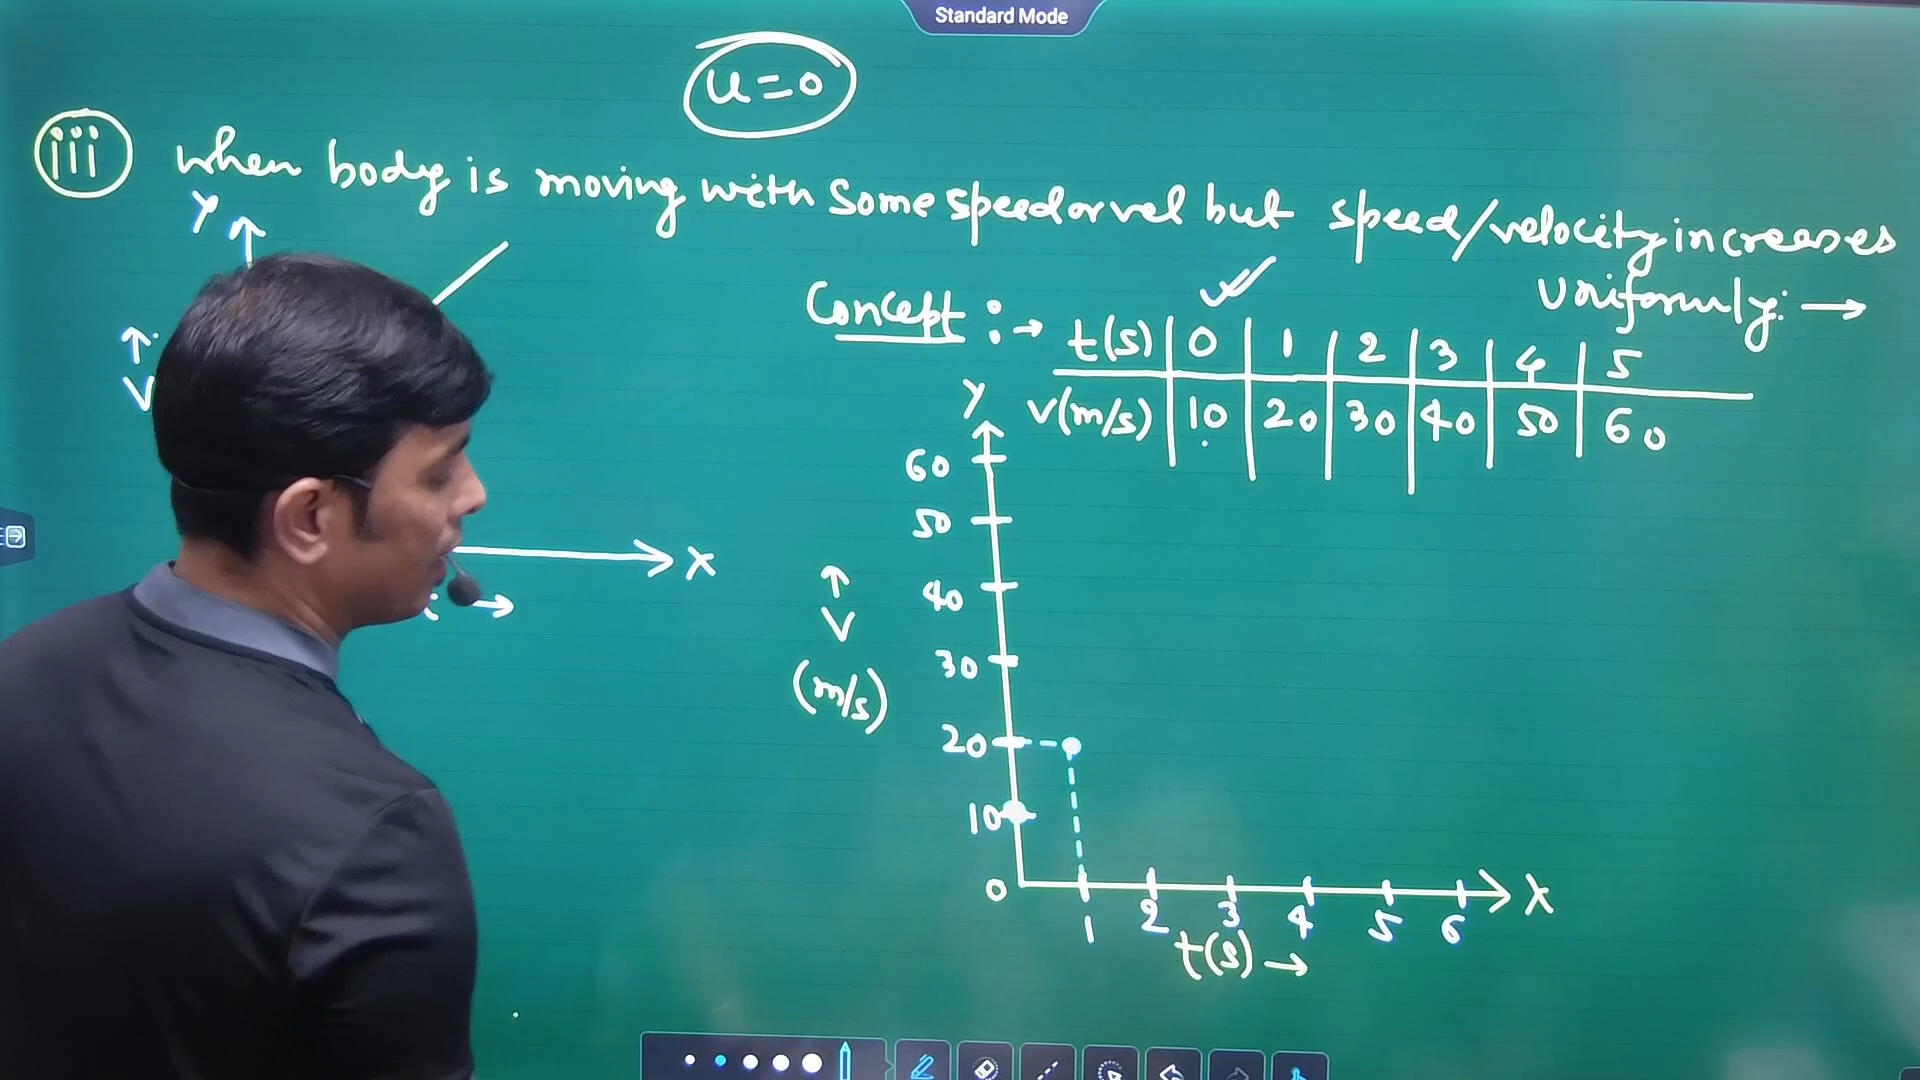 Standard Mode
u=0
iii when body is moving with some speed or vel but speed/velocity increases
Uniformly: →
Y
V
X
t →
Concept :→
t(s) | 0 | 1 | 2 | 3 | 4 | 5
V(m/s) | 10 | 20 | 30 | 40 | 50 | 60
Y
60
50
40
30
20
10
0
V
(m/s)
1 2 3 4 5 6
X
t(s) →